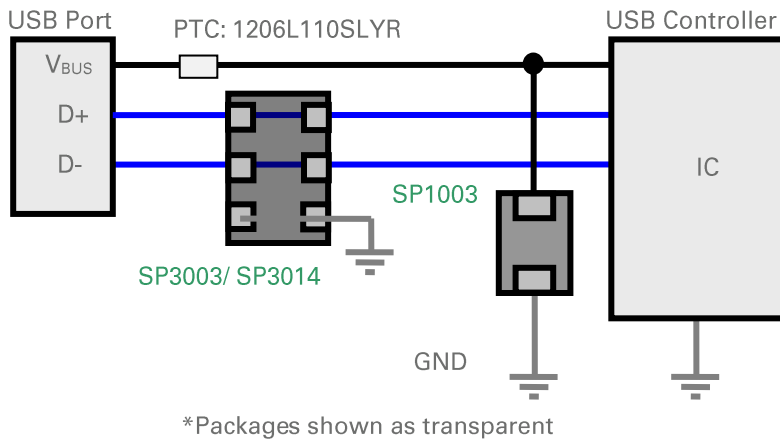 USB Port
PTC: 1206L110SLYR
USB Controller
VBUS
D+
D-
IC
SP1003
SP3003/ SP3014
GND
*Packages shown as transparent